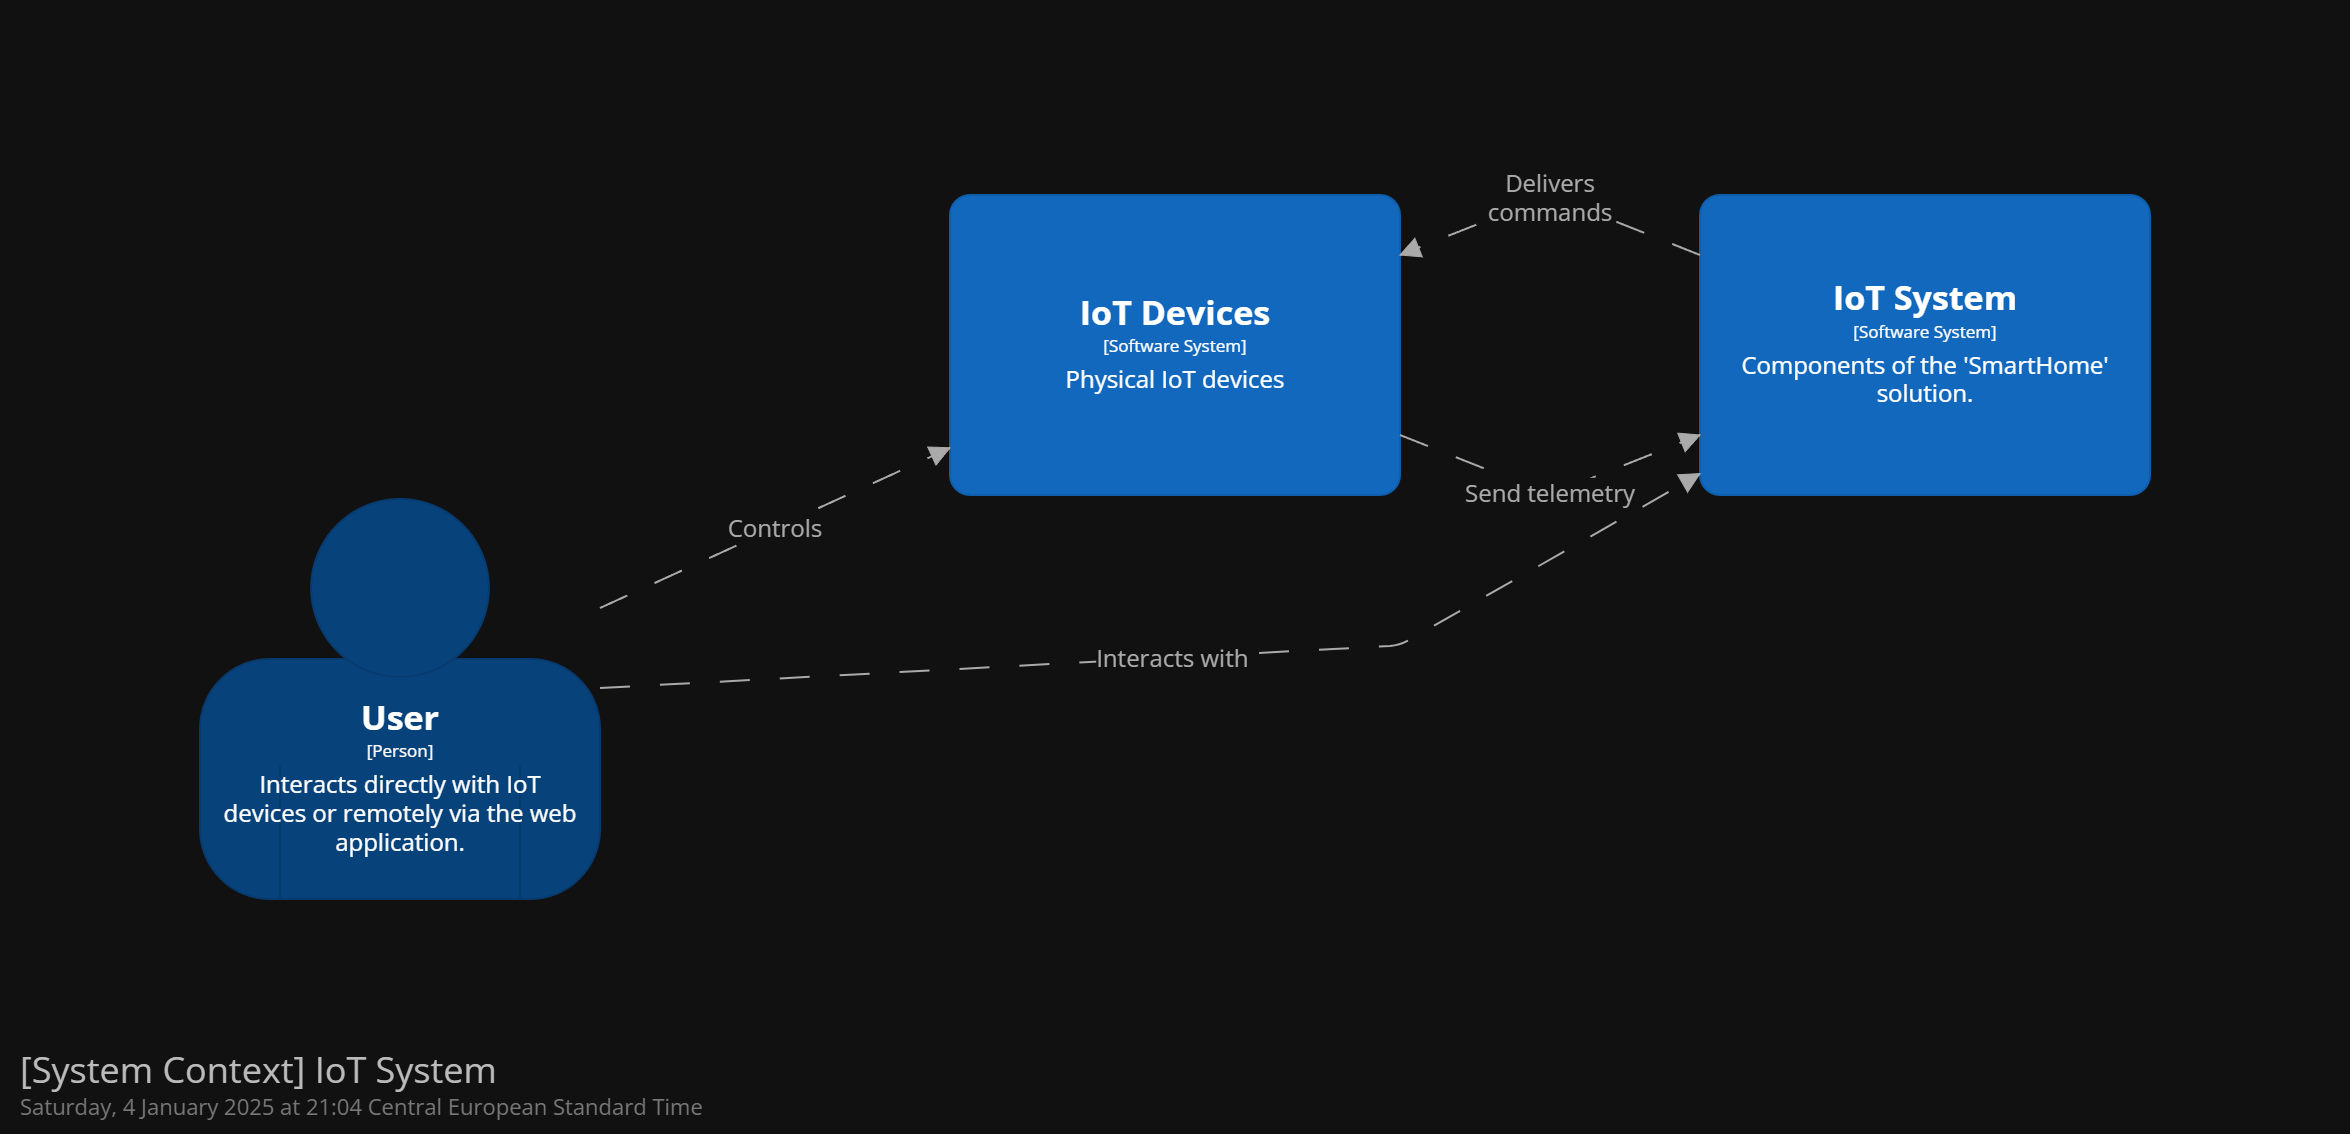 Delivers
commands
IoT Devices
[Software System]
Physical IoT devices
IoT System
[Software System]
Components of the 'SmartHome'
solution.
Send telemetry
Controls
Interacts with
User
[Person]
Interacts directly with IoT
devices or remotely via the web
application.
[System Context] IoT System
Saturday, 4 January 2025 at 21:04 Central European Standard Time